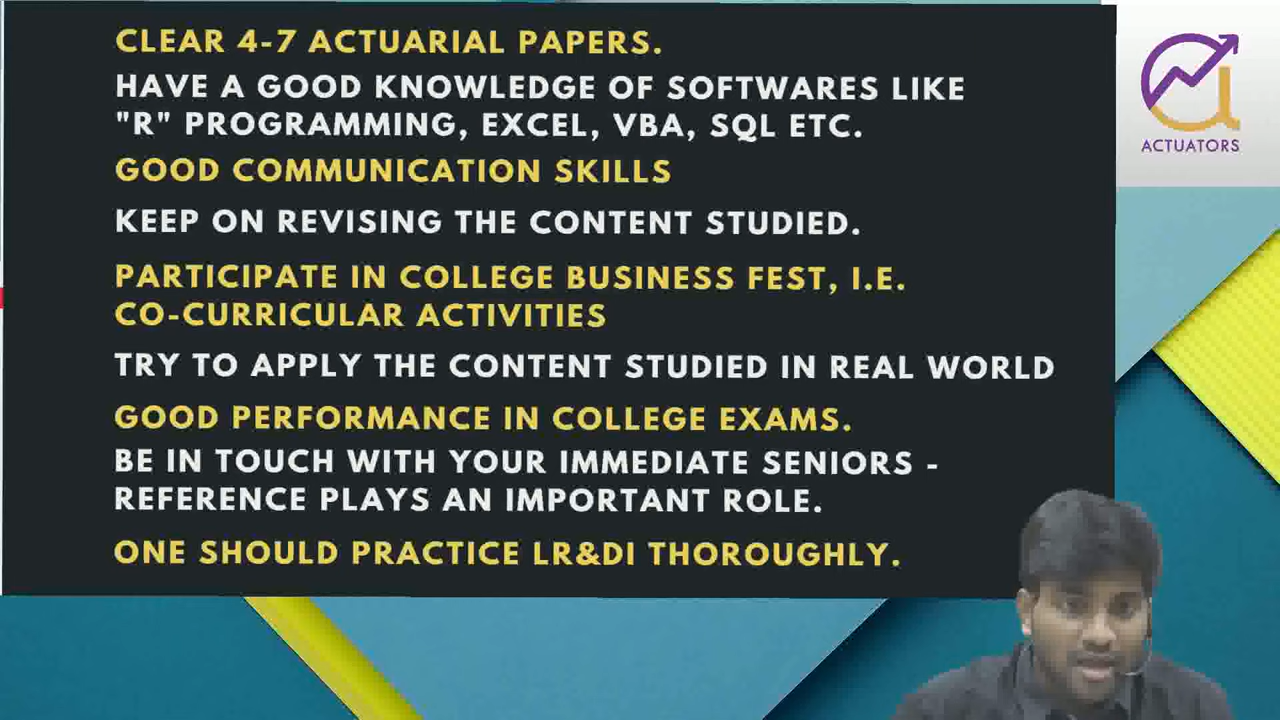 CLEAR 4-7 ACTUARIAL PAPERS.
HAVE A GOOD KNOWLEDGE OF SOFTWARES LIKE
"R" PROGRAMMING, EXCEL, VBA, SQL ETC.
GOOD COMMUNICATION SKILLS
KEEP ON REVISING THE CONTENT STUDIED.
PARTICIPATE IN COLLEGE BUSINESS FEST, I.E.
CO-CURRICULAR ACTIVITIES
TRY TO APPLY THE CONTENT STUDIED IN REAL WORLD
GOOD PERFORMANCE IN COLLEGE EXAMS.
BE IN TOUCH WITH YOUR IMMEDIATE SENIORS -
REFERENCE PLAYS AN IMPORTANT ROLE.
ONE SHOULD PRACTICE LR&DI THOROUGHLY.
ACTUATORS